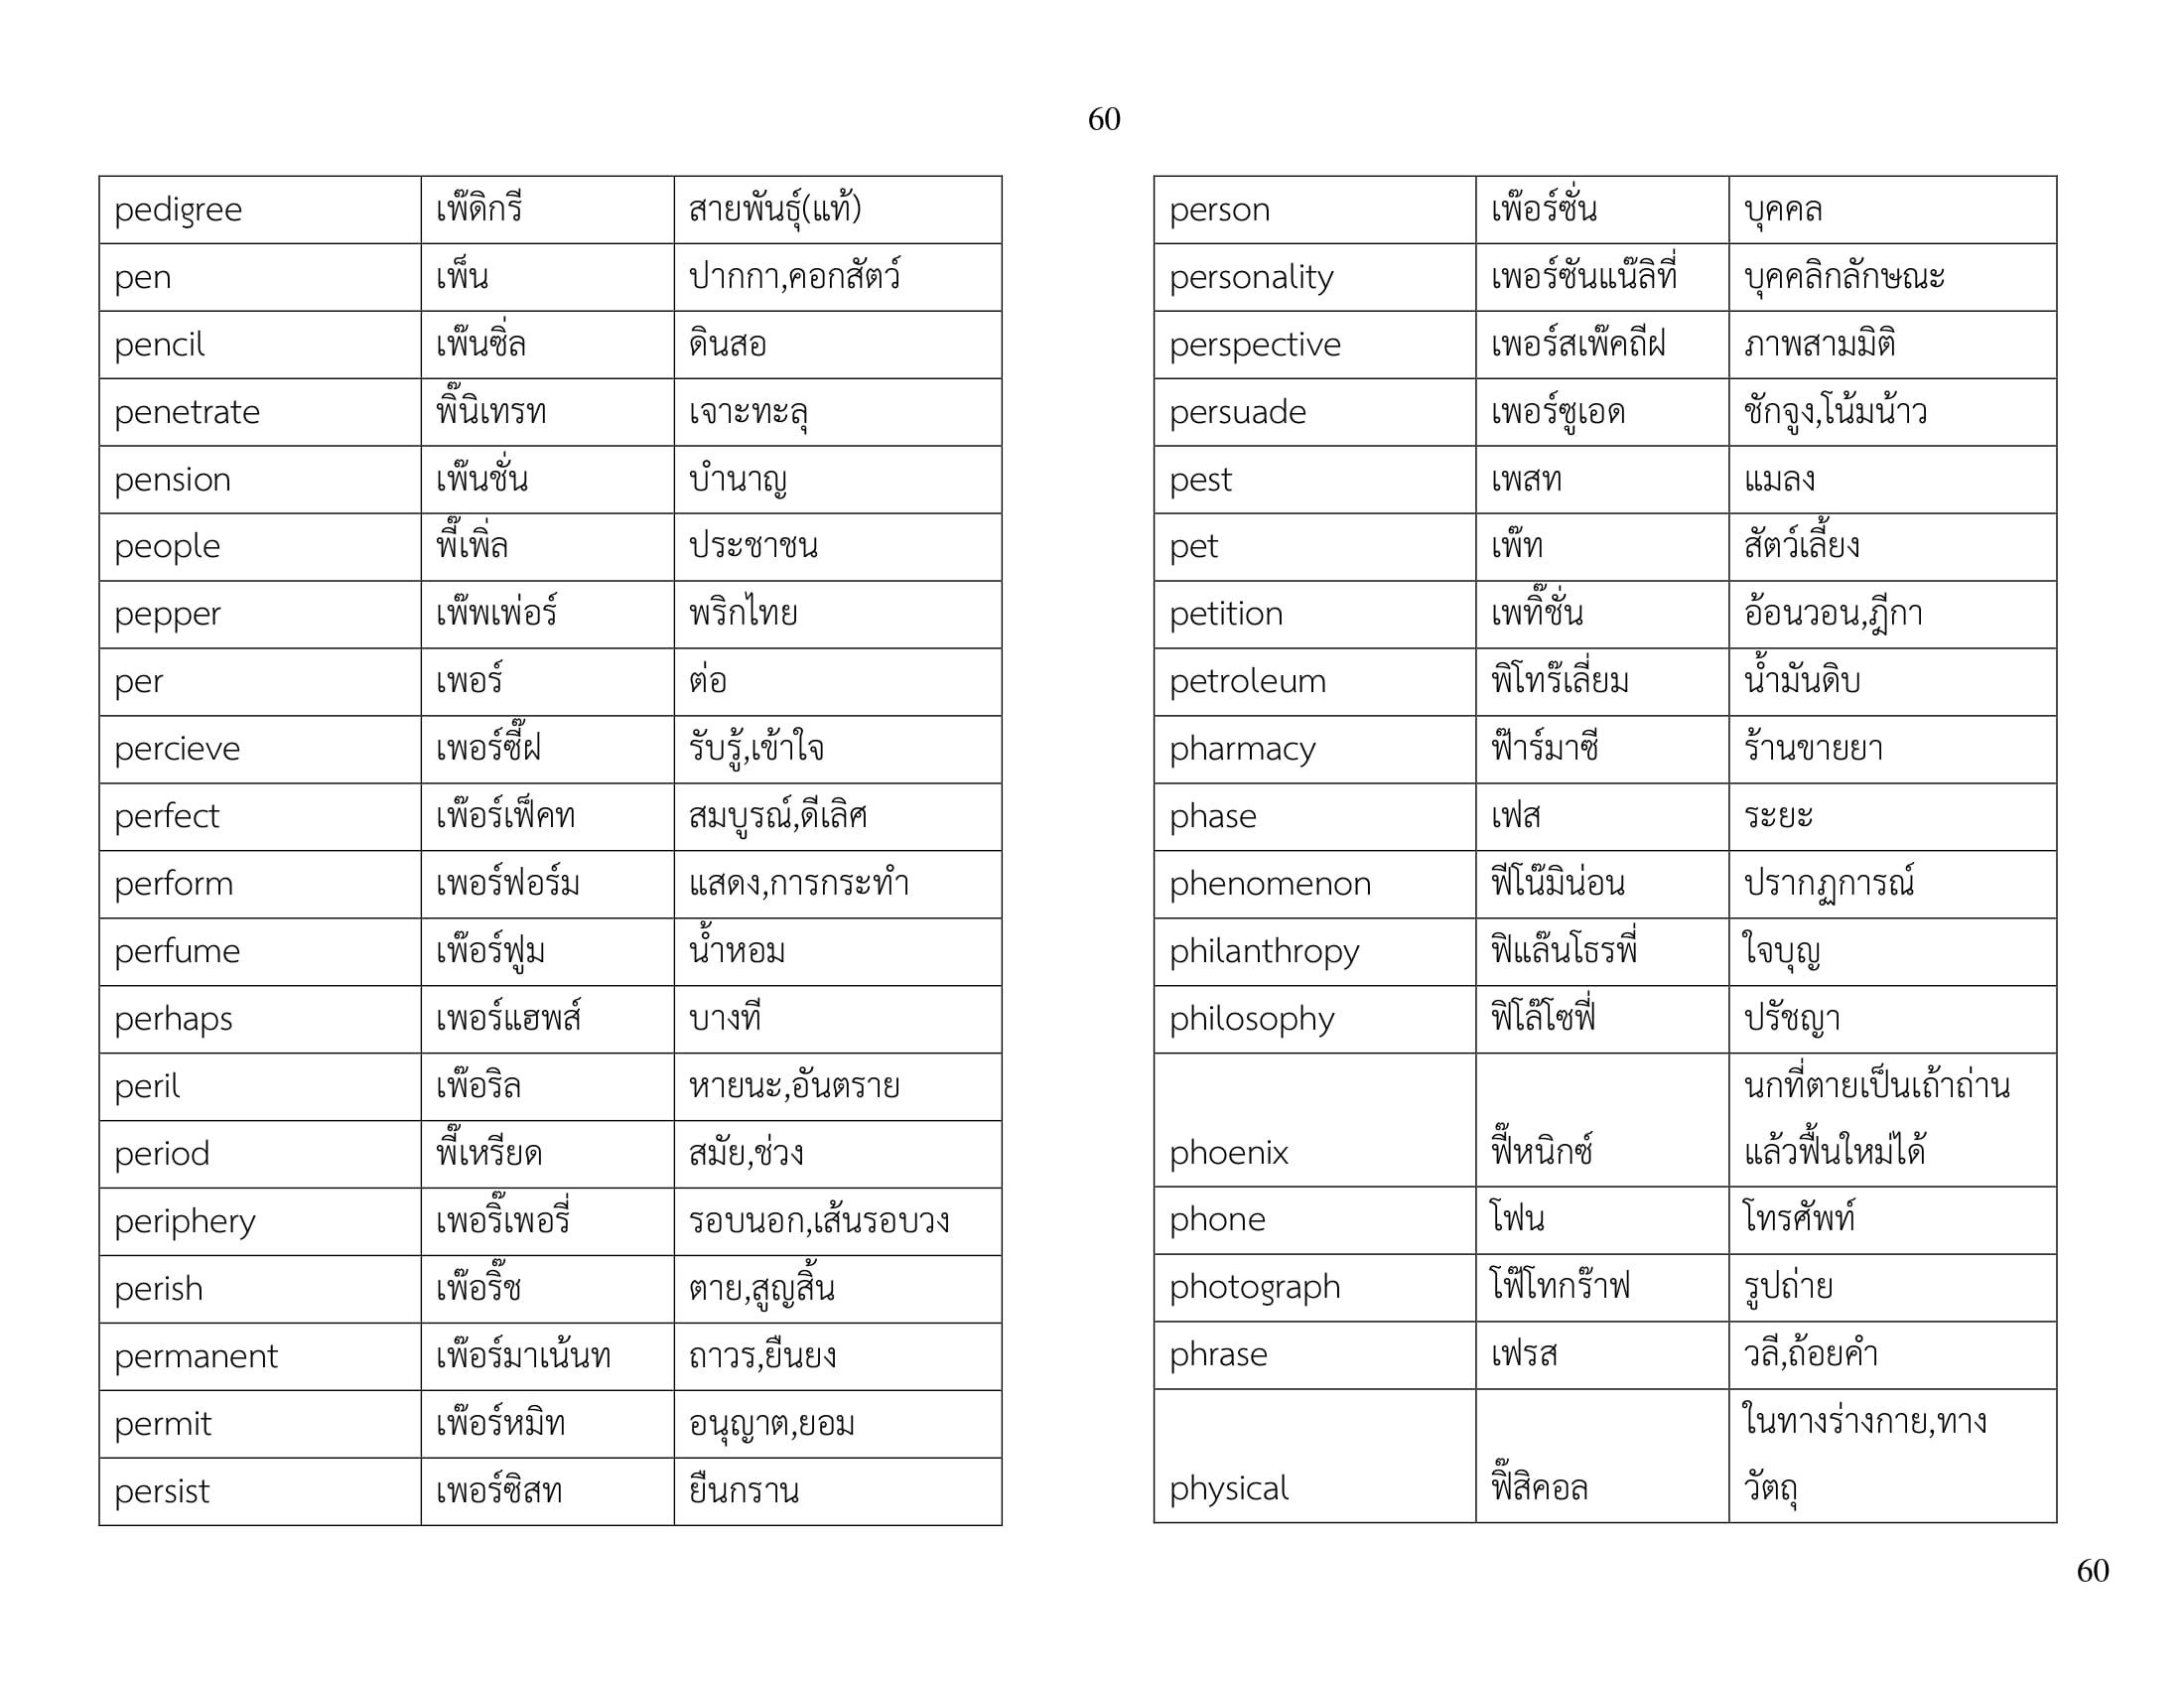 60
pedigree เพ๊ดิกรี สายพันธุ์(แท้)
pen เพ็น ปากกา,คอกสัตว์
pencil เพ๊นซิ่ล ดินสอ
penetrate พิ๊นิเทรท เจาะทะลุ
pension เพ๊นชั่น บำนาญ
people พี๊เพิ่ล ประชาชน
pepper เพ๊พเพ่อร์ พริกไทย
per เพอร์ ต่อ
percieve เพอร์ซี๊ฝ รับรู้,เข้าใจ
perfect เพ๊อร์เฟ็คท สมบูรณ์,ดีเลิศ
perform เพอร์ฟอร์ม แสดง,การกระทำ
perfume เพ๊อร์ฟูม น้ำหอม
perhaps เพอร์แฮพส์ บางที
peril เพ๊อริล หายนะ,อันตราย
period พี๊เหรียด สมัย,ช่วง
periphery เพอริ๊เพอรี่ รอบนอก,เส้นรอบวง
perish เพ๊อริ๊ช ตาย,สูญสิ้น
permanent เพ๊อร์มาเน้นท ถาวร,ยืนยง
permit เพ๊อร์หมิท อนุญาต,ยอม
persist เพอร์ซิสท ยืนกราน
person เพ๊อร์ซั่น บุคคล
personality เพอร์ซันแน๊ลิที่ บุคคลิกลักษณะ
perspective เพอร์สเพ๊คถีฝ ภาพสามมิติ
persuade เพอร์ซูเอด ชักจูง,โน้มน้าว
pest เพสท แมลง
pet เพ๊ท สัตว์เลี้ยง
petition เพทิ๊ชั่น อ้อนวอน,ฎีกา
petroleum พิโทร๊เลี่ยม น้ำมันดิบ
pharmacy ฟ๊าร์มาซี ร้านขายยา
phase เฟส ระยะ
phenomenon ฟีโน๊มิน่อน ปรากฏการณ์
philanthropy ฟิแล๊นโธรพี่ ใจบุญ
philosophy ฟิโล๊โซฟี่ ปรัชญา
นกที่ตายเป็นเถ้าถ่าน
phoenix ฟี๊หนิกซ์ แล้วฟื้นใหม่ได้
phone โฟน โทรศัพท์
photograph โฟ๊โทกร๊าฟ รูปถ่าย
phrase เฟรส วลี,ถ้อยคำ
ในทางร่างกาย,ทาง
physical ฟิ๊สิคอล วัตถุ
60